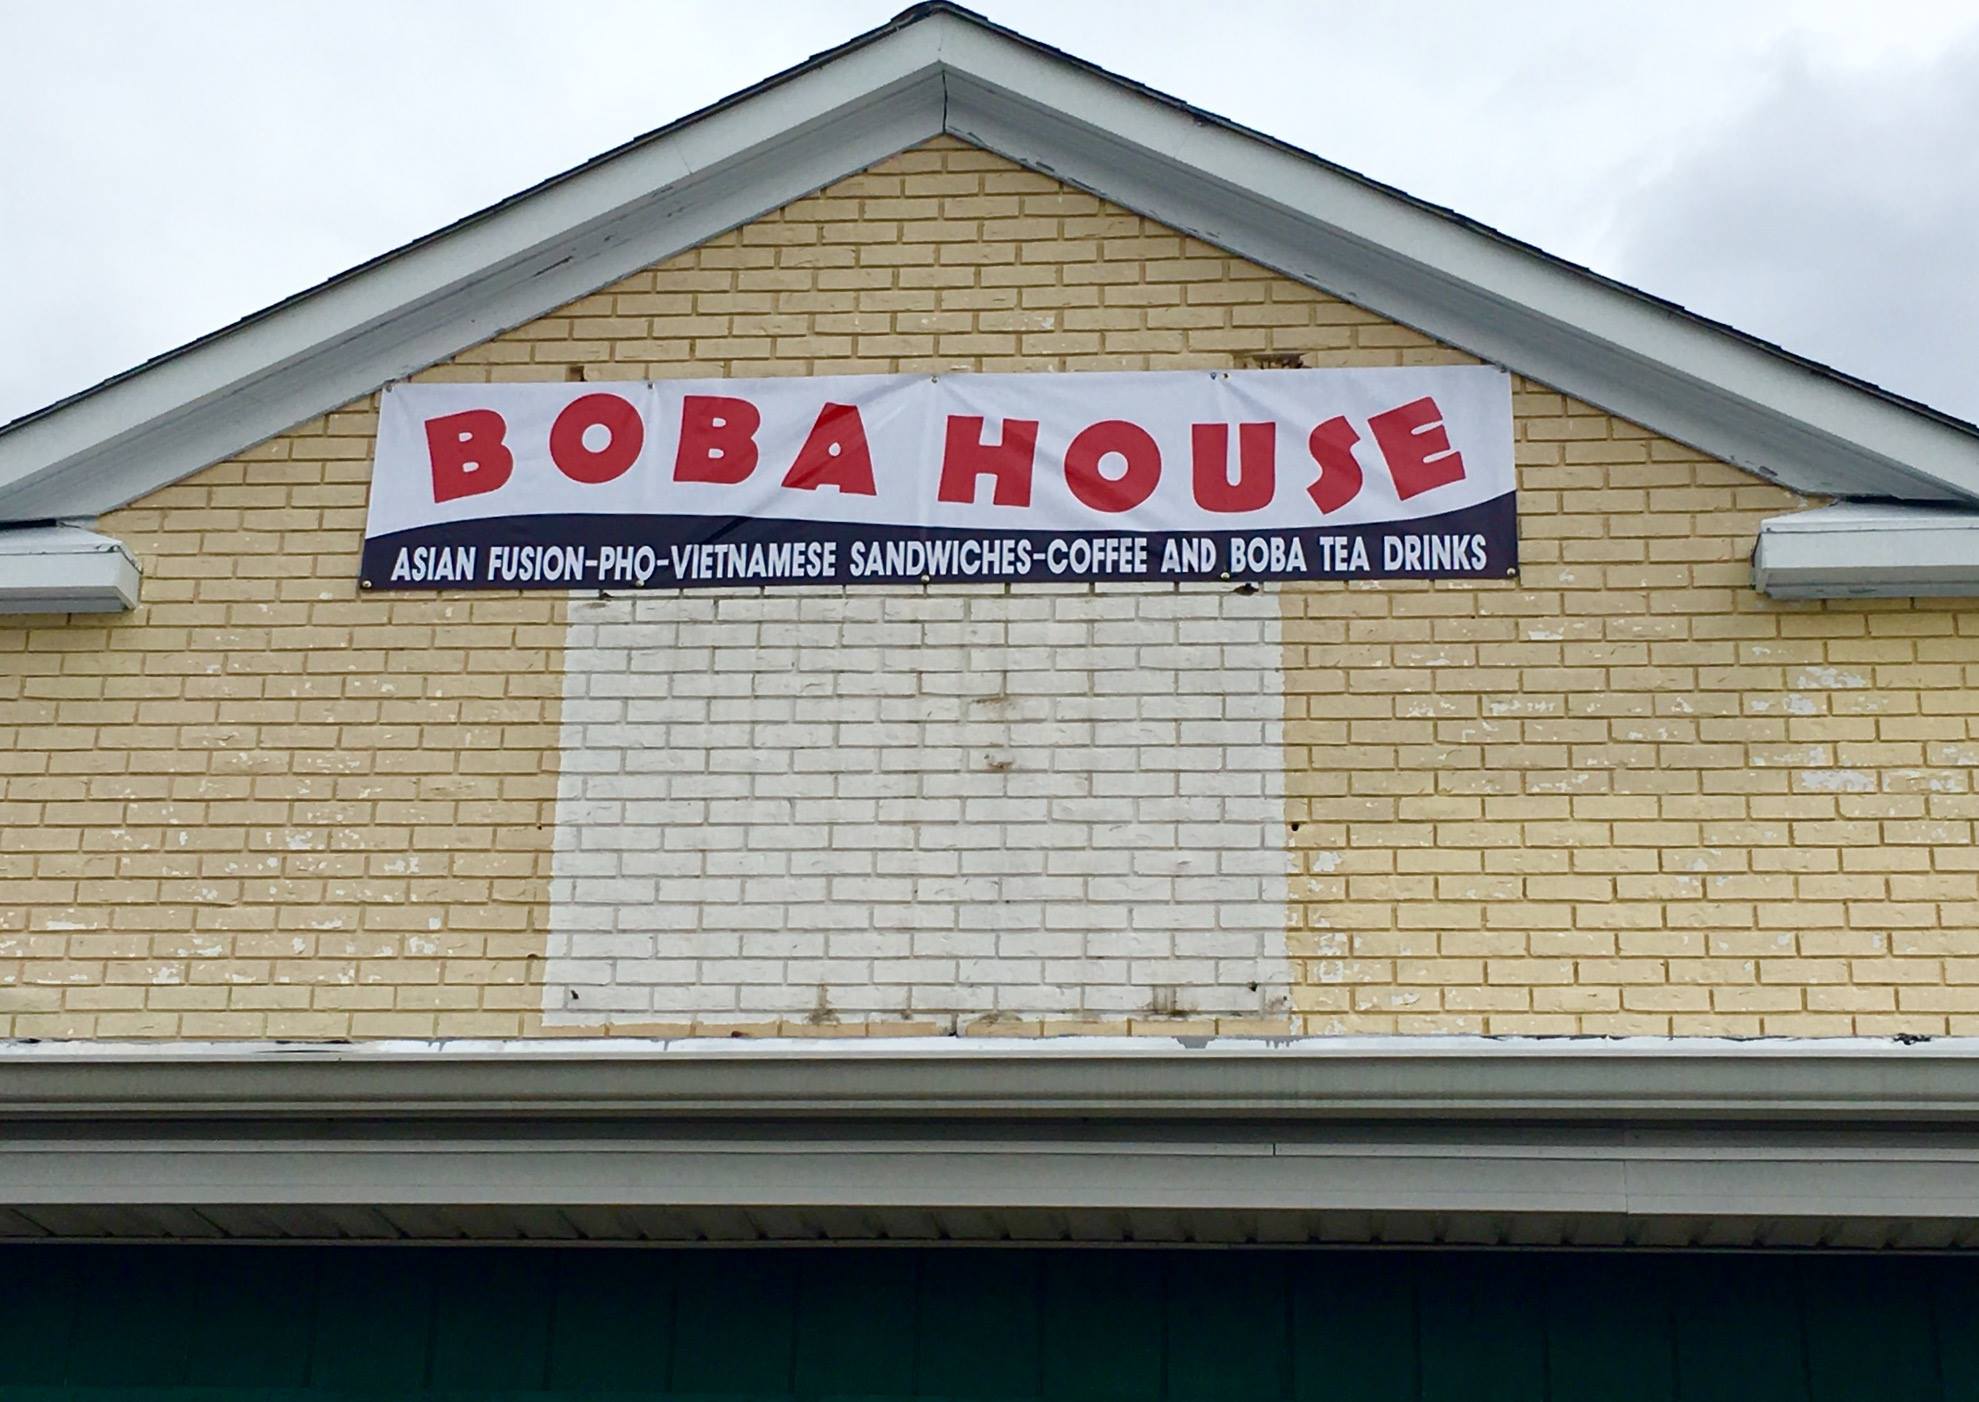 BOBA HOUSE
ASIAN FUSION-PHO-VIETNAMESE SANDWICHES-COFFEE AND BOBA TEA DRINKS